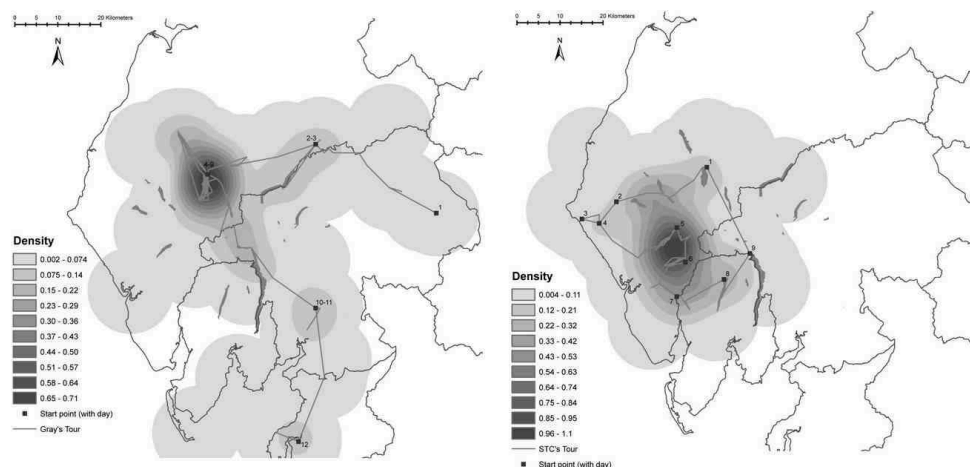 0 5 10 20 Kilometers
N
2-3
4-9
1
10-11
12
Density
0.002 - 0.074
0.075 - 0.14
0.15 - 0.22
0.23 - 0.29
0.30 - 0.36
0.37 - 0.43
0.44 - 0.50
0.51 - 0.57
0.58 - 0.64
0.65 - 0.71
Start point (with day)
Gray's Tour
0 5 10 20 Kilometers
N
1
2
3
4
5
6
7
8
9
Density
0.004 - 0.11
0.12 - 0.21
0.22 - 0.32
0.33 - 0.42
0.43 - 0.53
0.54 - 0.63
0.64 - 0.74
0.75 - 0.84
0.85 - 0.95
0.96 - 1.1
STC's Tour
Start point (with day)